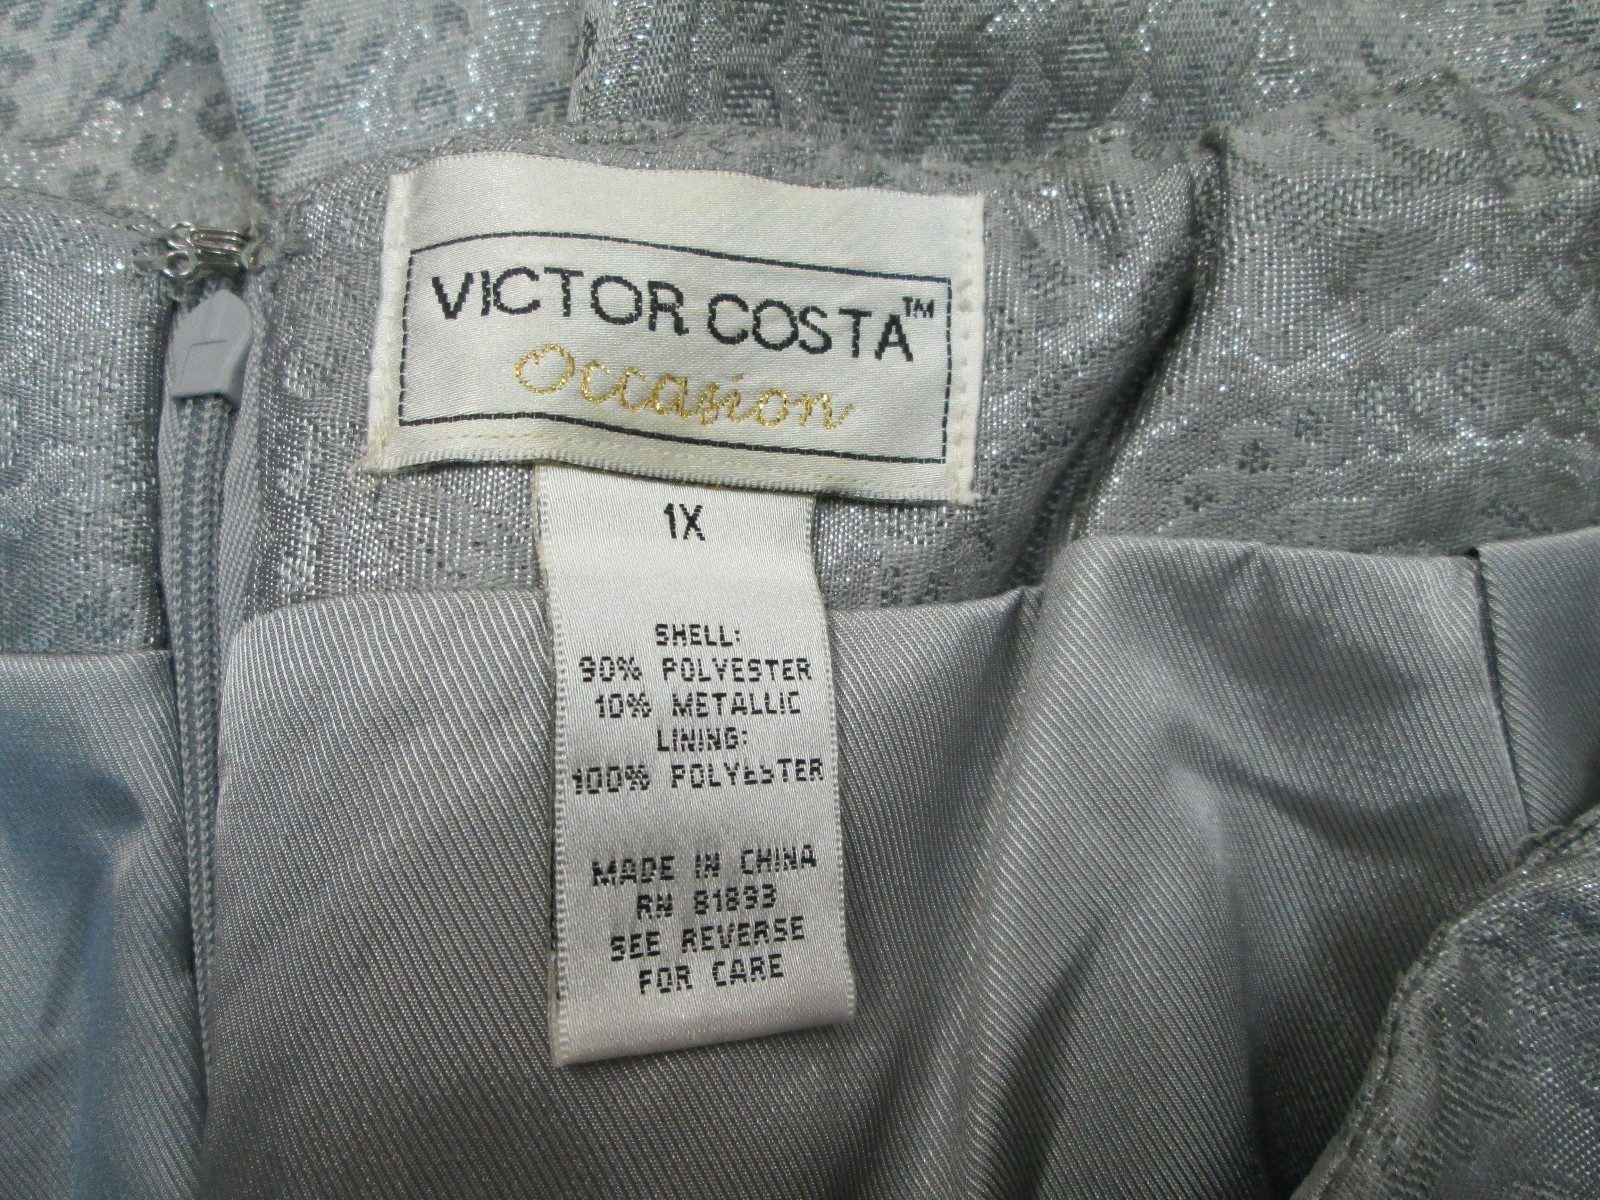 VICTOR COSTA™
Occasion
1X
SHELL:
90% POLYESTER
10% METALLIC
LINING:
100% POLYESTER
MADE IN CHINA
RN 81893
SEE REVERSE
FOR CARE